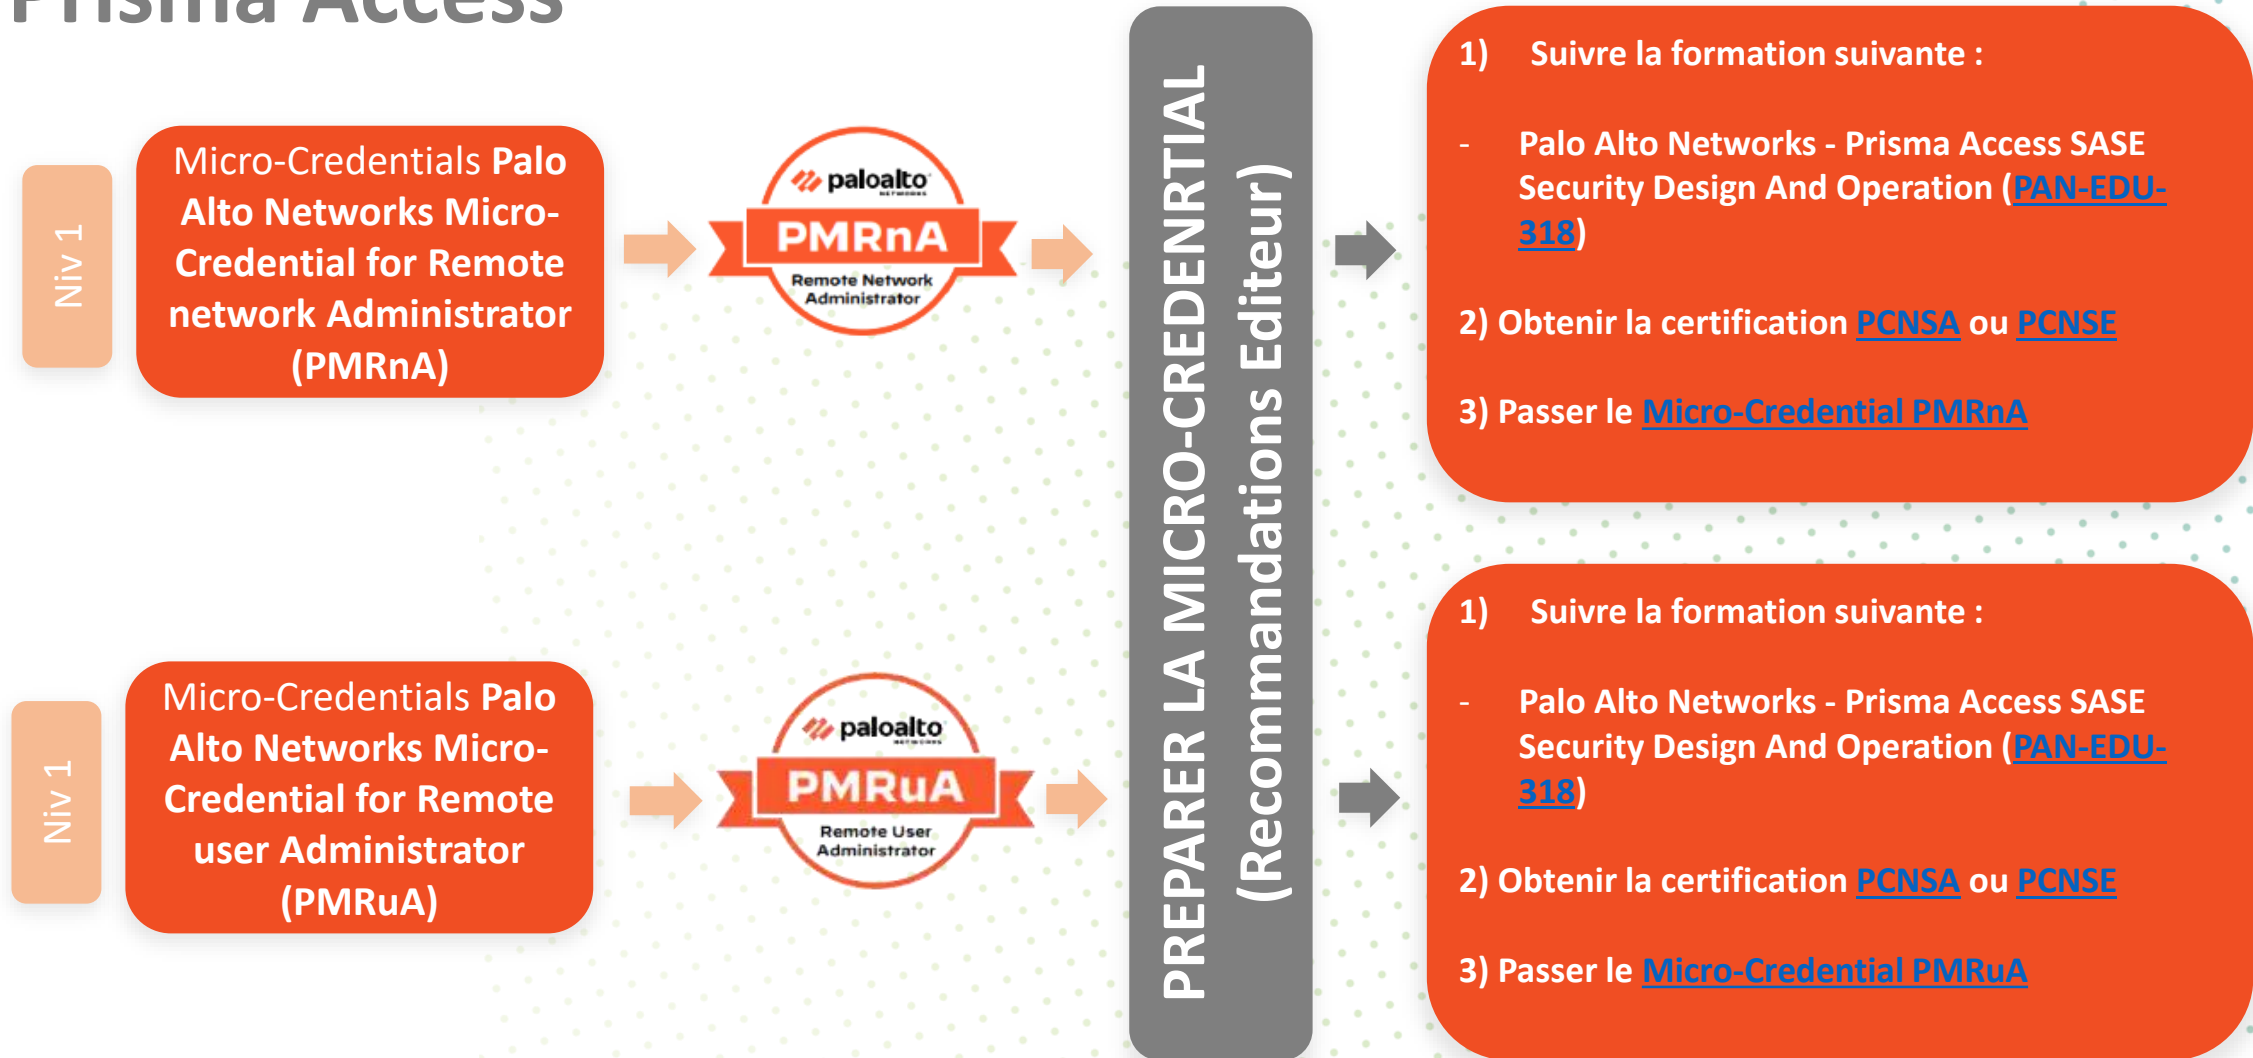 Prisma Access
Niv 1
Micro-Credentials Palo
Alto Networks Micro-
Credential for Remote
network Administrator
(PMRnA)
paloalto
NETWORKS
PMRnA
Remote Network
Administrator
PREPARER LA MICRO-CREDENRTIAL
(Recommandations Editeur)
1) Suivre la formation suivante :
- Palo Alto Networks - Prisma Access SASE
Security Design And Operation (PAN-EDU-
318)
2) Obtenir la certification PCNSA ou PCNSE
3) Passer le Micro-Credential PMRnA
Niv 1
Micro-Credentials Palo
Alto Networks Micro-
Credential for Remote
user Administrator
(PMRuA)
paloalto
NETWORKS
PMRuA
Remote User
Administrator
1) Suivre la formation suivante :
- Palo Alto Networks - Prisma Access SASE
Security Design And Operation (PAN-EDU-
318)
2) Obtenir la certification PCNSA ou PCNSE
3) Passer le Micro-Credential PMRuA